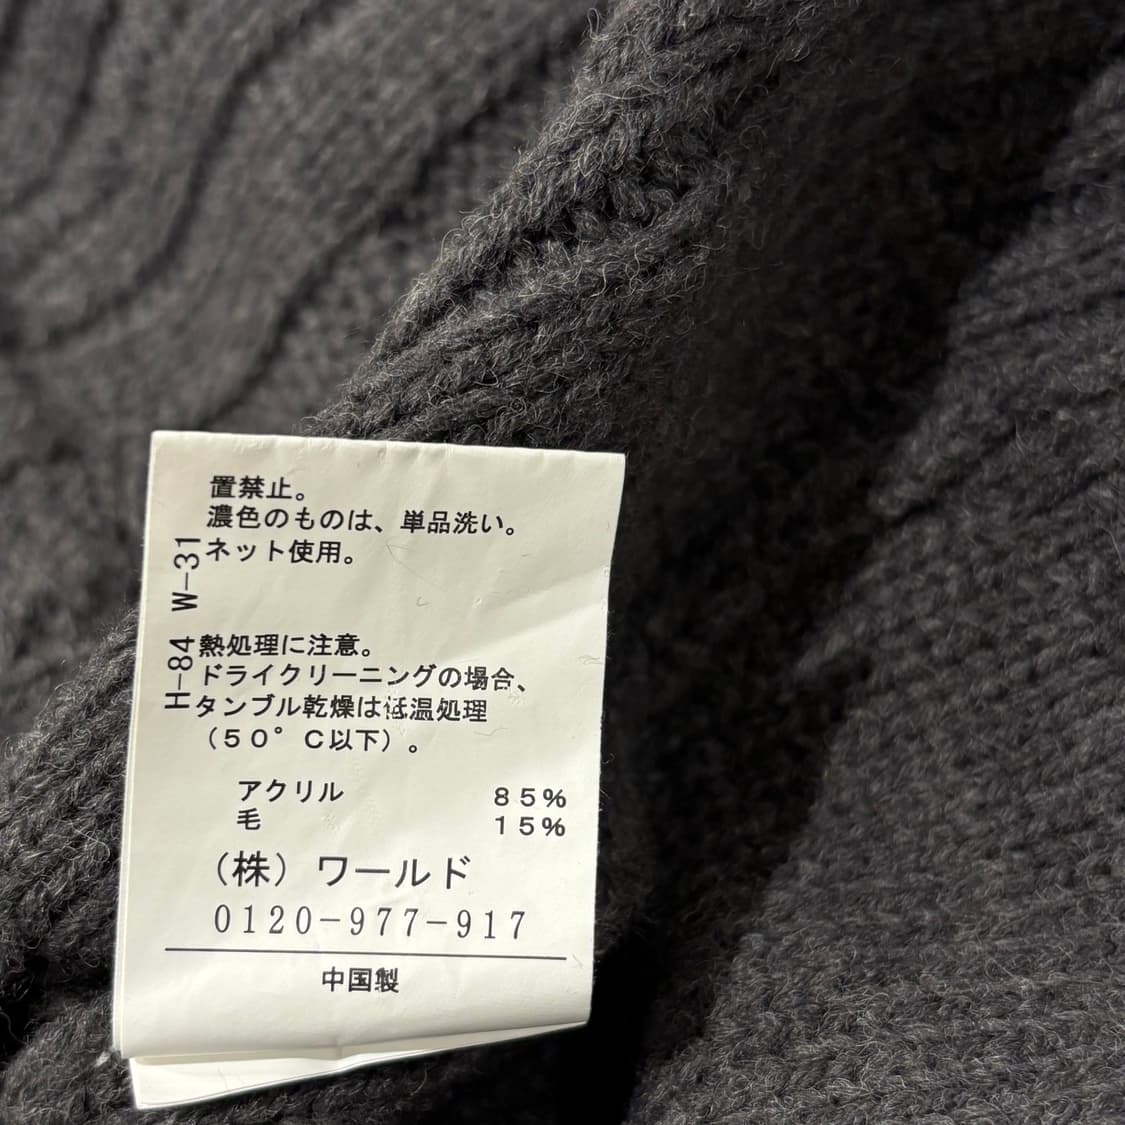 置禁止。
濃色のものは、単品洗い。
ネット使用。
熱処理に注意。
ドライクリーニングの場合、
タンブル乾燥は低温処理
（５０°Ｃ以下）。
アクリル ８５％
毛 １５％
（株）ワールド
0120-977-917
中国製
H-84 W-31